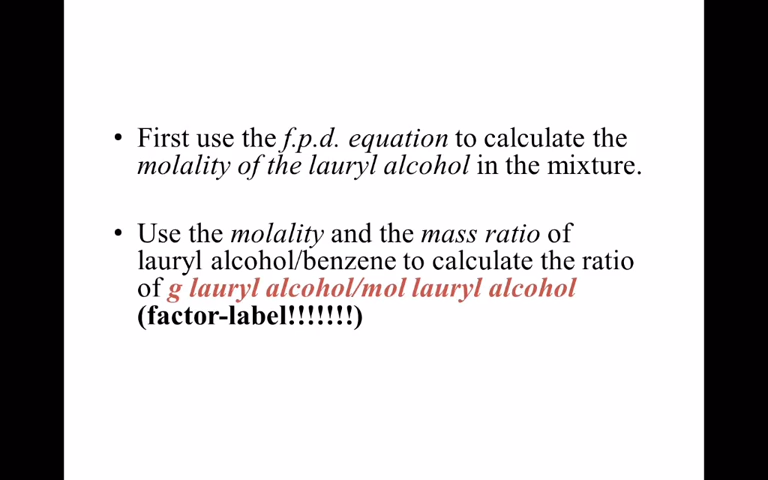 • First use the f.p.d. equation to calculate the
molality of the lauryl alcohol in the mixture.
• Use the molality and the mass ratio of
lauryl alcohol/benzene to calculate the ratio
of g lauryl alcohol/mol lauryl alcohol
(factor-label!!!!!!!)